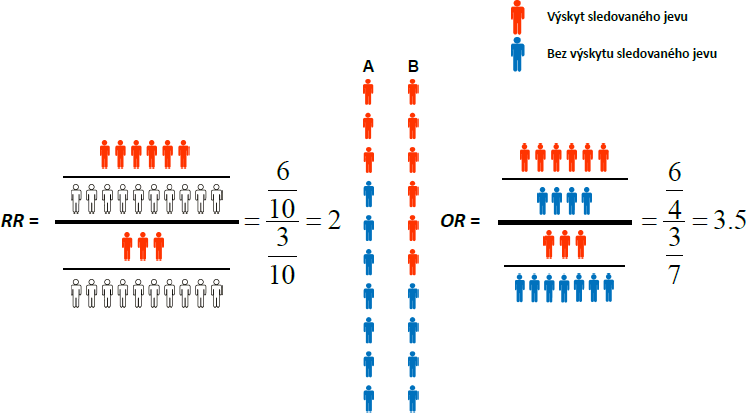 Výskyt sledovaného jevu
Bez výskytu sledovaného jevu
A B
RR = = 6/10 / 3/10 = 2
OR = = 6/4 / 3/7 = 3.5